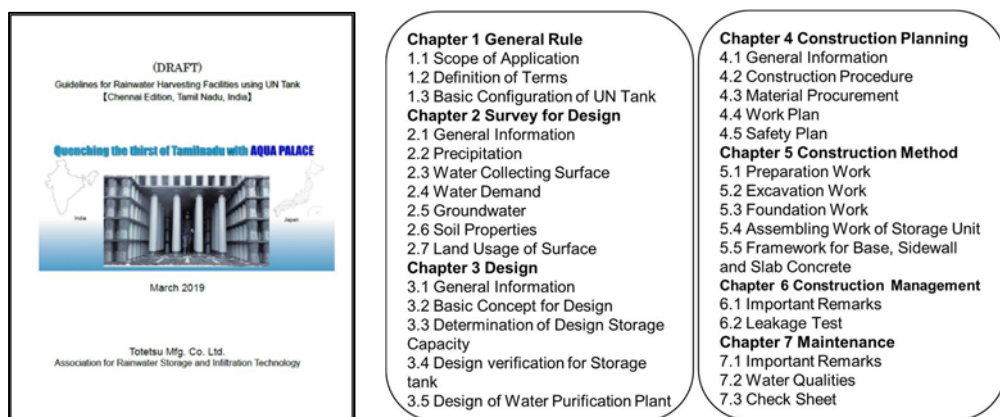 (DRAFT)
Guidelines for Rainwater Harvesting Facilities using UN Tank
【Chennai Edition, Tamil Nadu, India】
Quenching the thirst of Tamilnadu with AQUA PALACE
India
Japan
March 2019
Totetsu Mfg. Co. Ltd.
Association for Rainwater Storage and Infiltration Technology
Chapter 1 General Rule
1.1 Scope of Application
1.2 Definition of Terms
1.3 Basic Configuration of UN Tank
Chapter 2 Survey for Design
2.1 General Information
2.2 Precipitation
2.3 Water Collecting Surface
2.4 Water Demand
2.5 Groundwater
2.6 Soil Properties
2.7 Land Usage of Surface
Chapter 3 Design
3.1 General Information
3.2 Basic Concept for Design
3.3 Determination of Design Storage
Capacity
3.4 Design verification for Storage
tank
3.5 Design of Water Purification Plant
Chapter 4 Construction Planning
4.1 General Information
4.2 Construction Procedure
4.3 Material Procurement
4.4 Work Plan
4.5 Safety Plan
Chapter 5 Construction Method
5.1 Preparation Work
5.2 Excavation Work
5.3 Foundation Work
5.4 Assembling Work of Storage Unit
5.5 Framework for Base, Sidewall
and Slab Concrete
Chapter 6 Construction Management
6.1 Important Remarks
6.2 Leakage Test
Chapter 7 Maintenance
7.1 Important Remarks
7.2 Water Qualities
7.3 Check Sheet